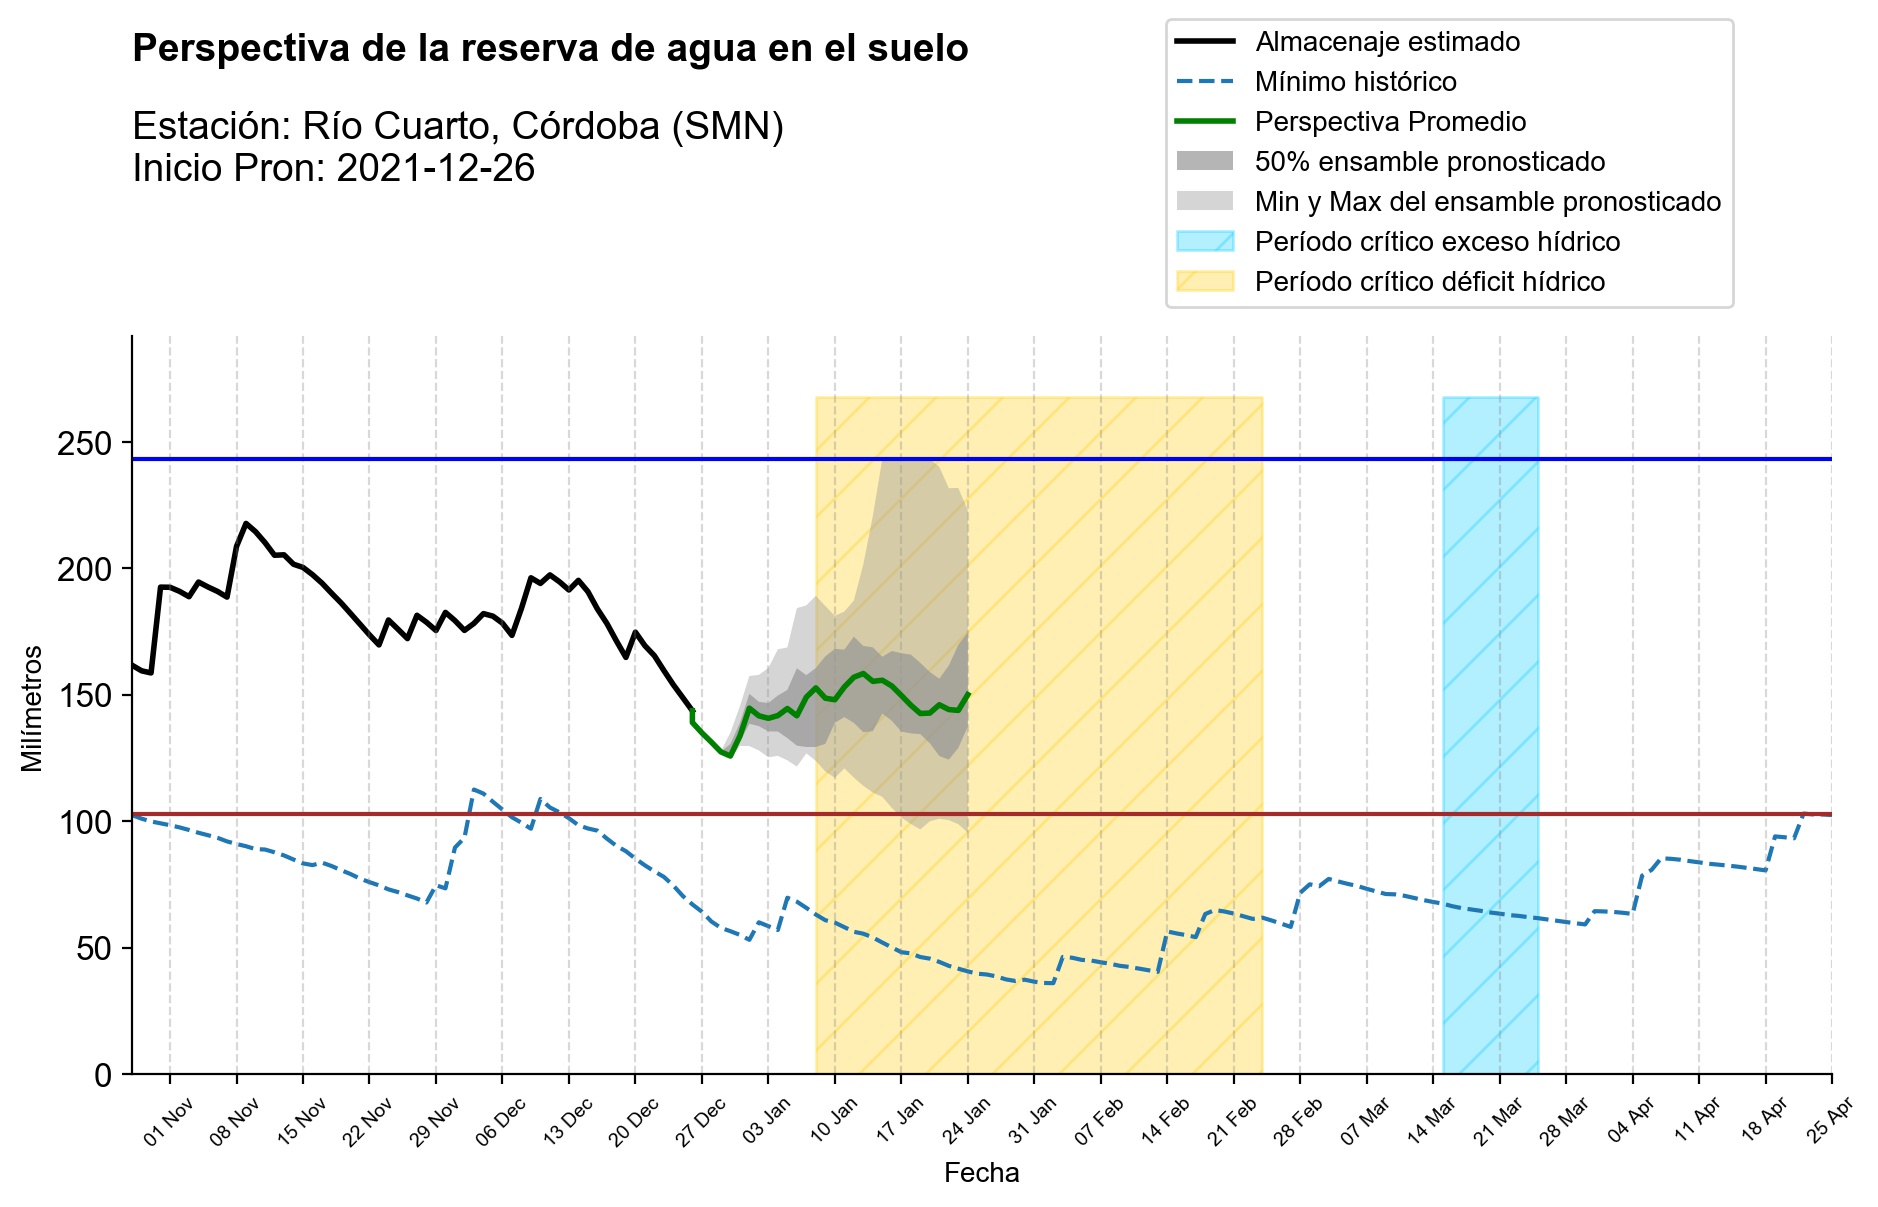 Perspectiva de la reserva de agua en el suelo
Estación: Río Cuarto, Córdoba (SMN)
Inicio Pron: 2021-12-26
Almacenaje estimado
Mínimo histórico
Perspectiva Promedio
50% ensamble pronosticado
Min y Max del ensamble pronosticado
Período crítico exceso hídrico
Período crítico déficit hídrico
Milímetros
250
200
150
100
50
0
01 Nov
08 Nov
15 Nov
22 Nov
29 Nov
06 Dec
13 Dec
20 Dec
27 Dec
03 Jan
10 Jan
17 Jan
24 Jan
31 Jan
07 Feb
14 Feb
21 Feb
28 Feb
07 Mar
14 Mar
21 Mar
28 Mar
04 Apr
11 Apr
18 Apr
25 Apr
Fecha